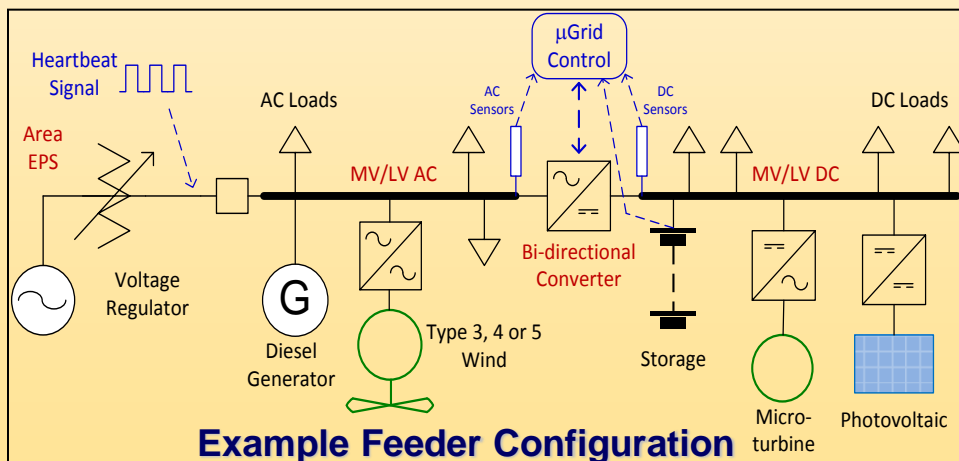 μGrid
Control
Heartbeat
Signal
AC Loads
AC
Sensors
DC
Sensors
DC Loads
Area
EPS
MV/LV AC
MV/LV DC
Bi-directional
Converter
Voltage
Regulator
G
Diesel
Generator
Type 3, 4 or 5
Wind
Storage
Micro-
turbine
Photovoltaic
Example Feeder Configuration